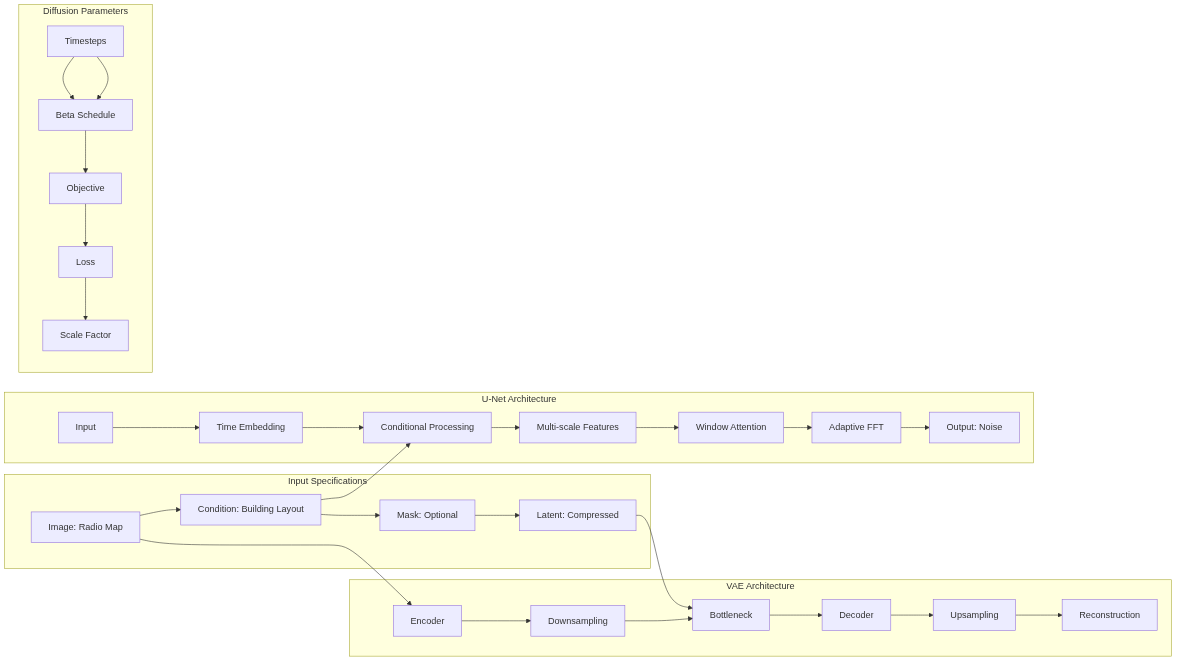 Diffusion Parameters
Timesteps
Beta Schedule
Objective
Loss
Scale Factor
U-Net Architecture
Input
Time Embedding
Conditional Processing
Multi-scale Features
Window Attention
Adaptive FFT
Output: Noise
Input Specifications
Image: Radio Map
Condition: Building Layout
Mask: Optional
Latent: Compressed
VAE Architecture
Encoder
Downsampling
Bottleneck
Decoder
Upsampling
Reconstruction